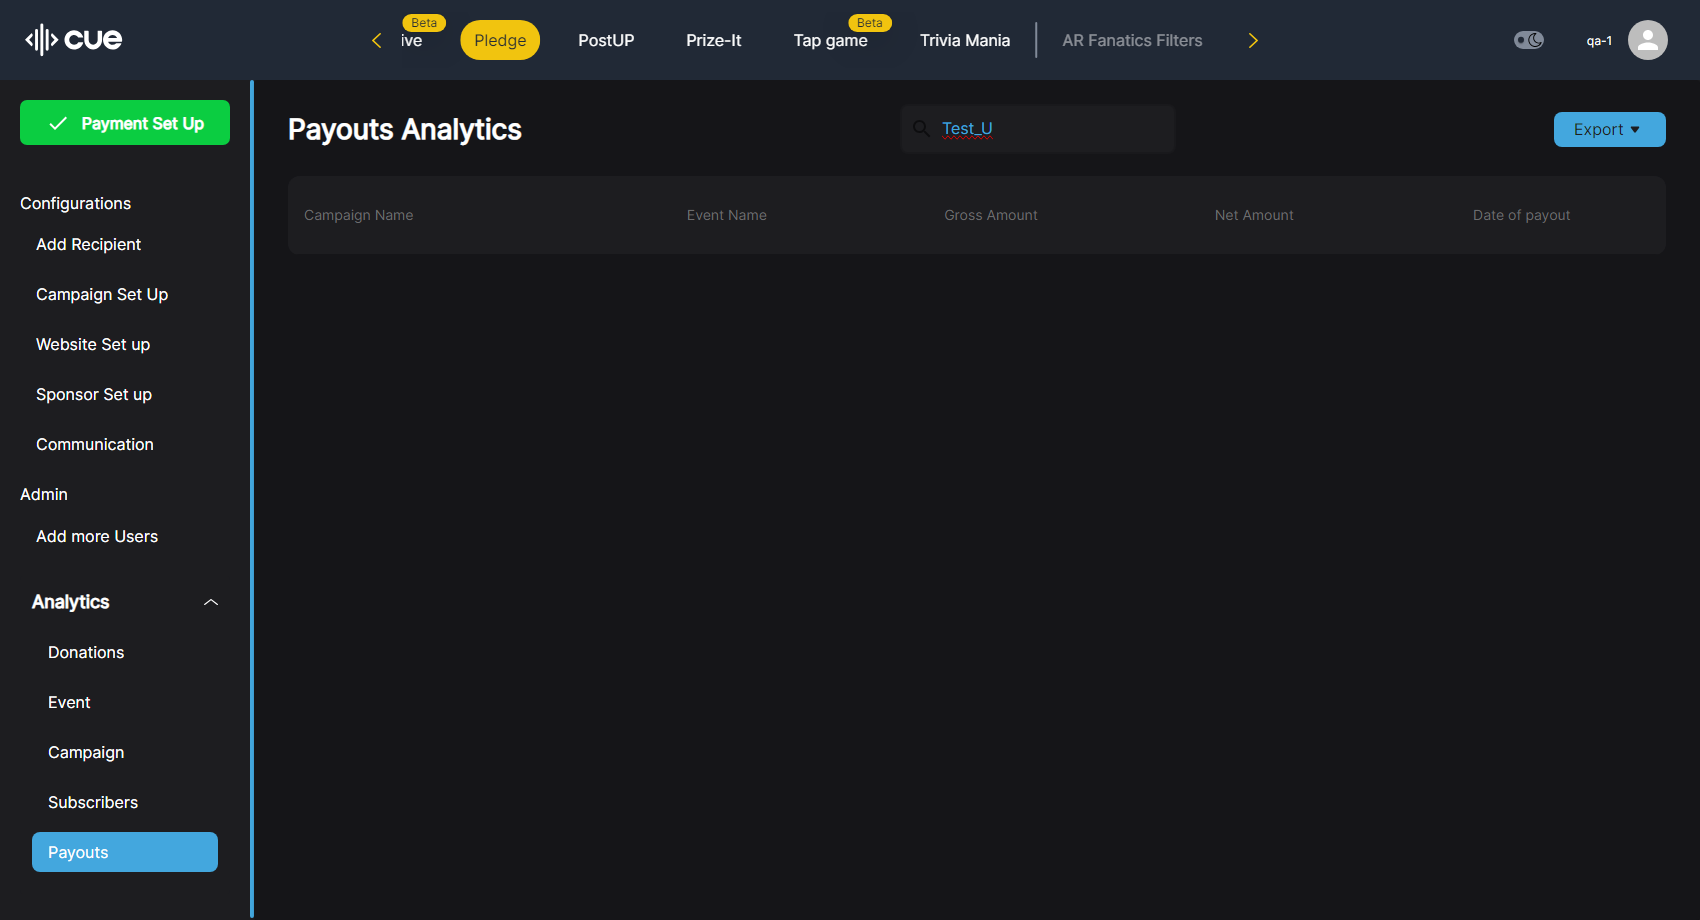 cue
Beta
ive
Pledge
PostUP
Prize-It
Beta
Tap game
Trivia Mania
AR Fanatics Filters
qa-1
Payment Set Up
Configurations
Add Recipient
Campaign Set Up
Website Set up
Sponsor Set up
Communication
Admin
Add more Users
Analytics
Donations
Event
Campaign
Subscribers
Payouts
Payouts Analytics
Test_U
Export
Campaign Name
Event Name
Gross Amount
Net Amount
Date of payout